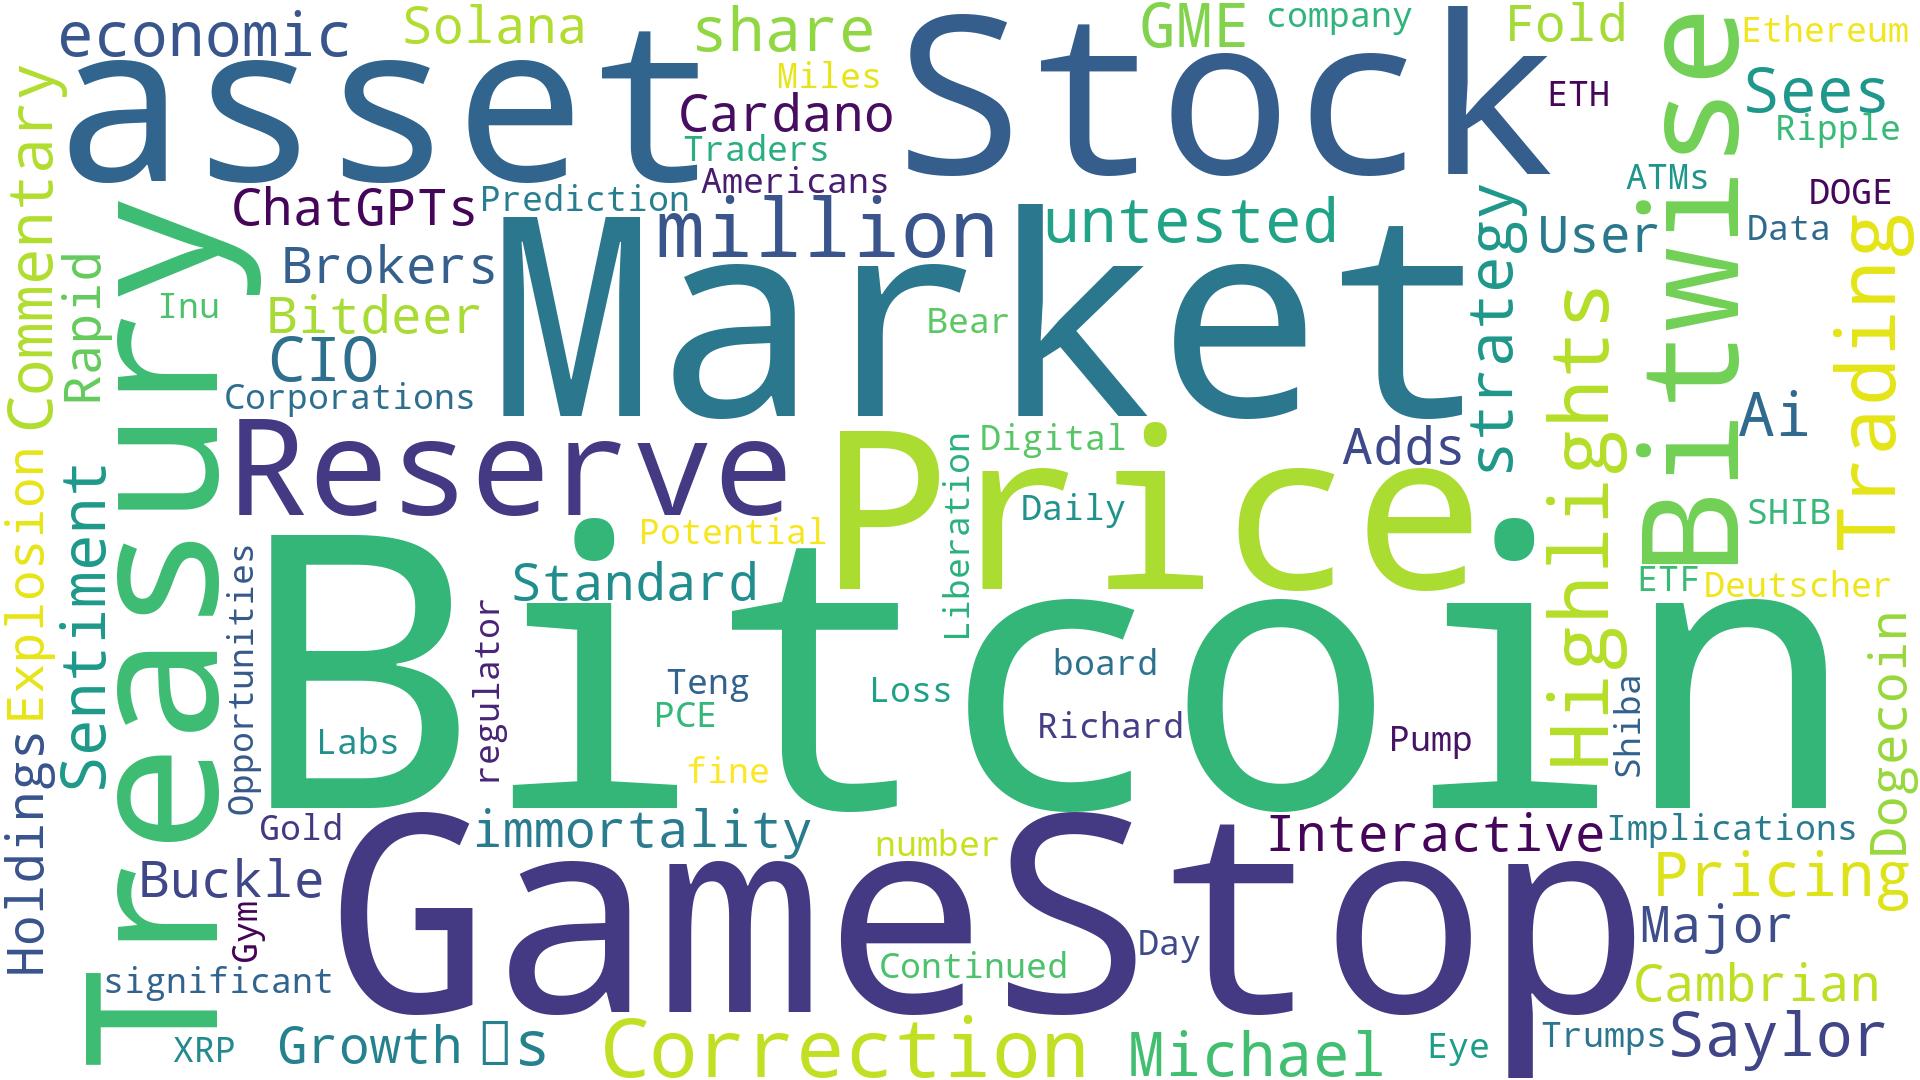 economic
Solana
share
GME
company
Fold
Ethereum
asset
Stock
Miles
Cardano
Traders
Americans
ETH
Sees
Ripple
Bitwise
Commentary
ChatGPTs
Prediction
million
untested
ATMs
DOGE
User
Data
Trading
Rapid
Treasury
Brokers
Inu
Bitdeer
CIO
Corporations
Market
Bear
strategy
Highlights
Ai
Reserve
Price
Digital
Adds
Daily
SHIB
Explosion
Sentiment
Potential
Standard
Liberation
ETF
Deutscher
Opportunities
Bitcoin
regulator
Teng
PCE
Loss
board
Richard
Pump
Labs
fine
Shiba
Dogecoin
Holdings
Gold
immortality
number
Interactive
Implications
Buckle
Gym
GameStop
Pricing
Major
Day
Continued
significant
Cambrian
XRP
Growth
▯s
Correction
Michael
Eye
Trumps
Saylor